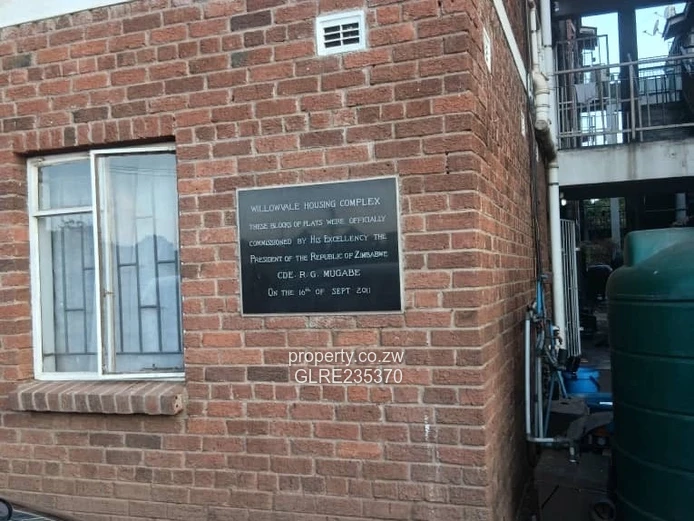 WILLOWVALE HOUSING COMPLEX
THESE BLOCKS OF FLATS WERE OFFICIALLY
COMMISSIONED BY HIS EXCELLENCY THE
PRESIDENT OF THE REPUBLIC OF ZIMBABWE
CDE. R. G. MUGABE
ON THE 16th OF SEPT 2011
property.co.zw
GLRE235370